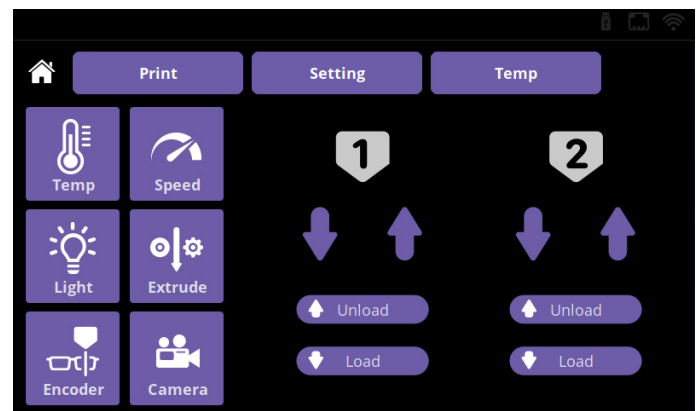 Print Setting Temp
Temp Speed
1 2
Light Extrude
Unload Unload
Load Load
Encoder Camera